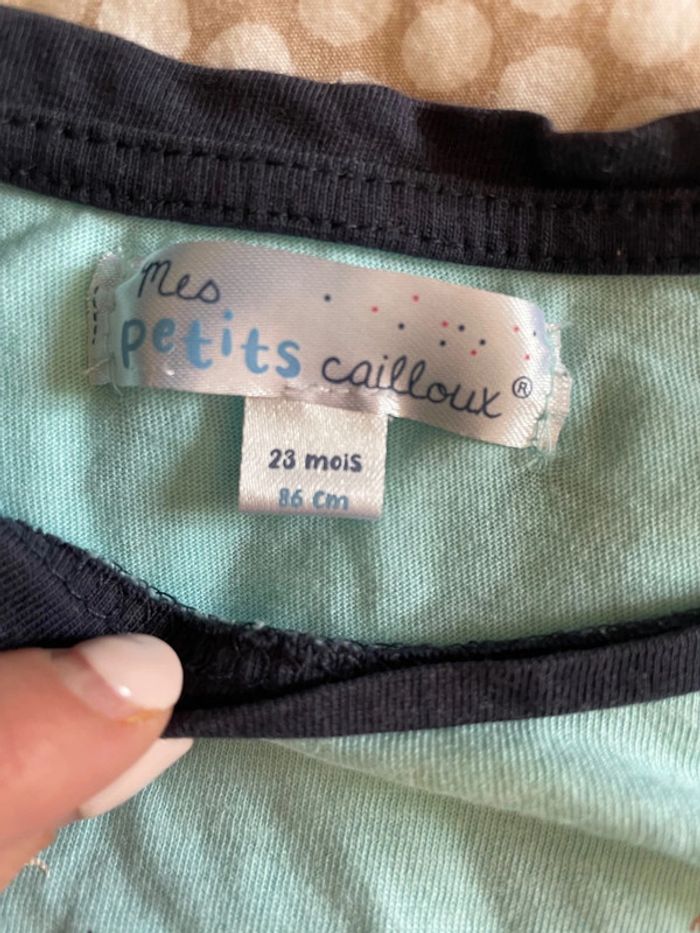 mes
petits cailloux®
23 mois
86 cm